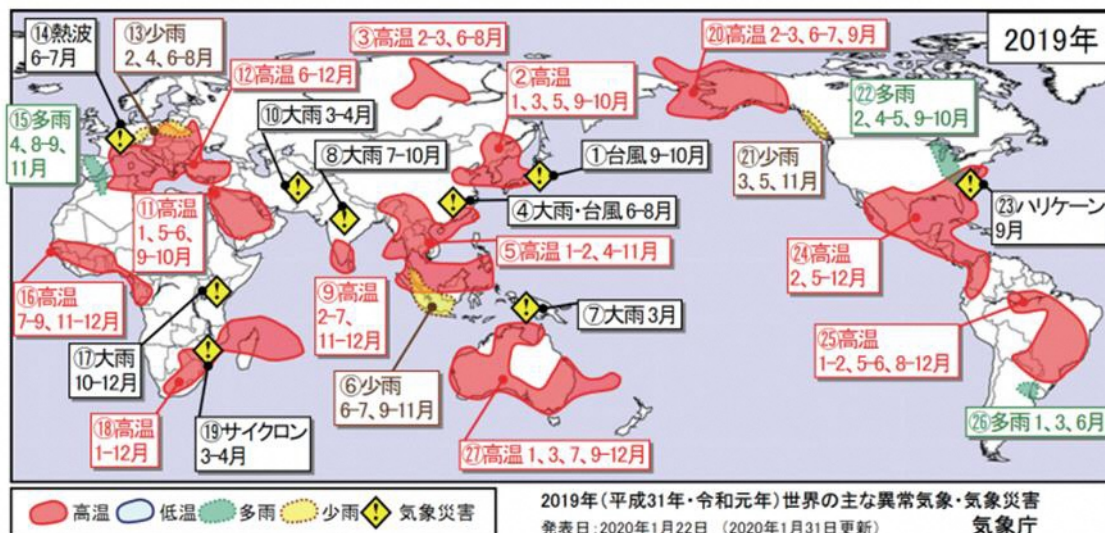 2019年
⑭熱波
6-7月
⑬少雨
2、4、6-8月
③高温 2-3、6-8月
⑳高温 2-3、6-7、9月
⑫高温 6-12月
②高温
1、3、5、9-10月
㉒多雨
2、4-5、9-10月
⑮多雨
4、8-9、
11月
⑩大雨 3-4月
⑧大雨 7-10月
①台風 9-10月
㉑少雨
3、5、11月
④大雨・台風 6-8月
⑪高温
1、5-6、
9-10月
㉓ハリケーン
9月
⑤高温 1-2、4-11月
㉔高温
2、5-12月
⑯高温
7-9、11-12月
⑨高温
2-7、
11-12月
⑦大雨 3月
⑰大雨
10-12月
㉕高温
1-2、5-6、8-12月
⑥少雨
6-7、9-11月
⑱高温
1-12月
⑲サイクロン
3-4月
㉗高温 1、3、7、9-12月
㉖多雨 1、3、6月
高温 低温 多雨 少雨 気象災害
2019年(平成31年・令和元年)世界の主な異常気象・気象災害
発表日:2020年1月22日 (2020年1月31日更新) 気象庁